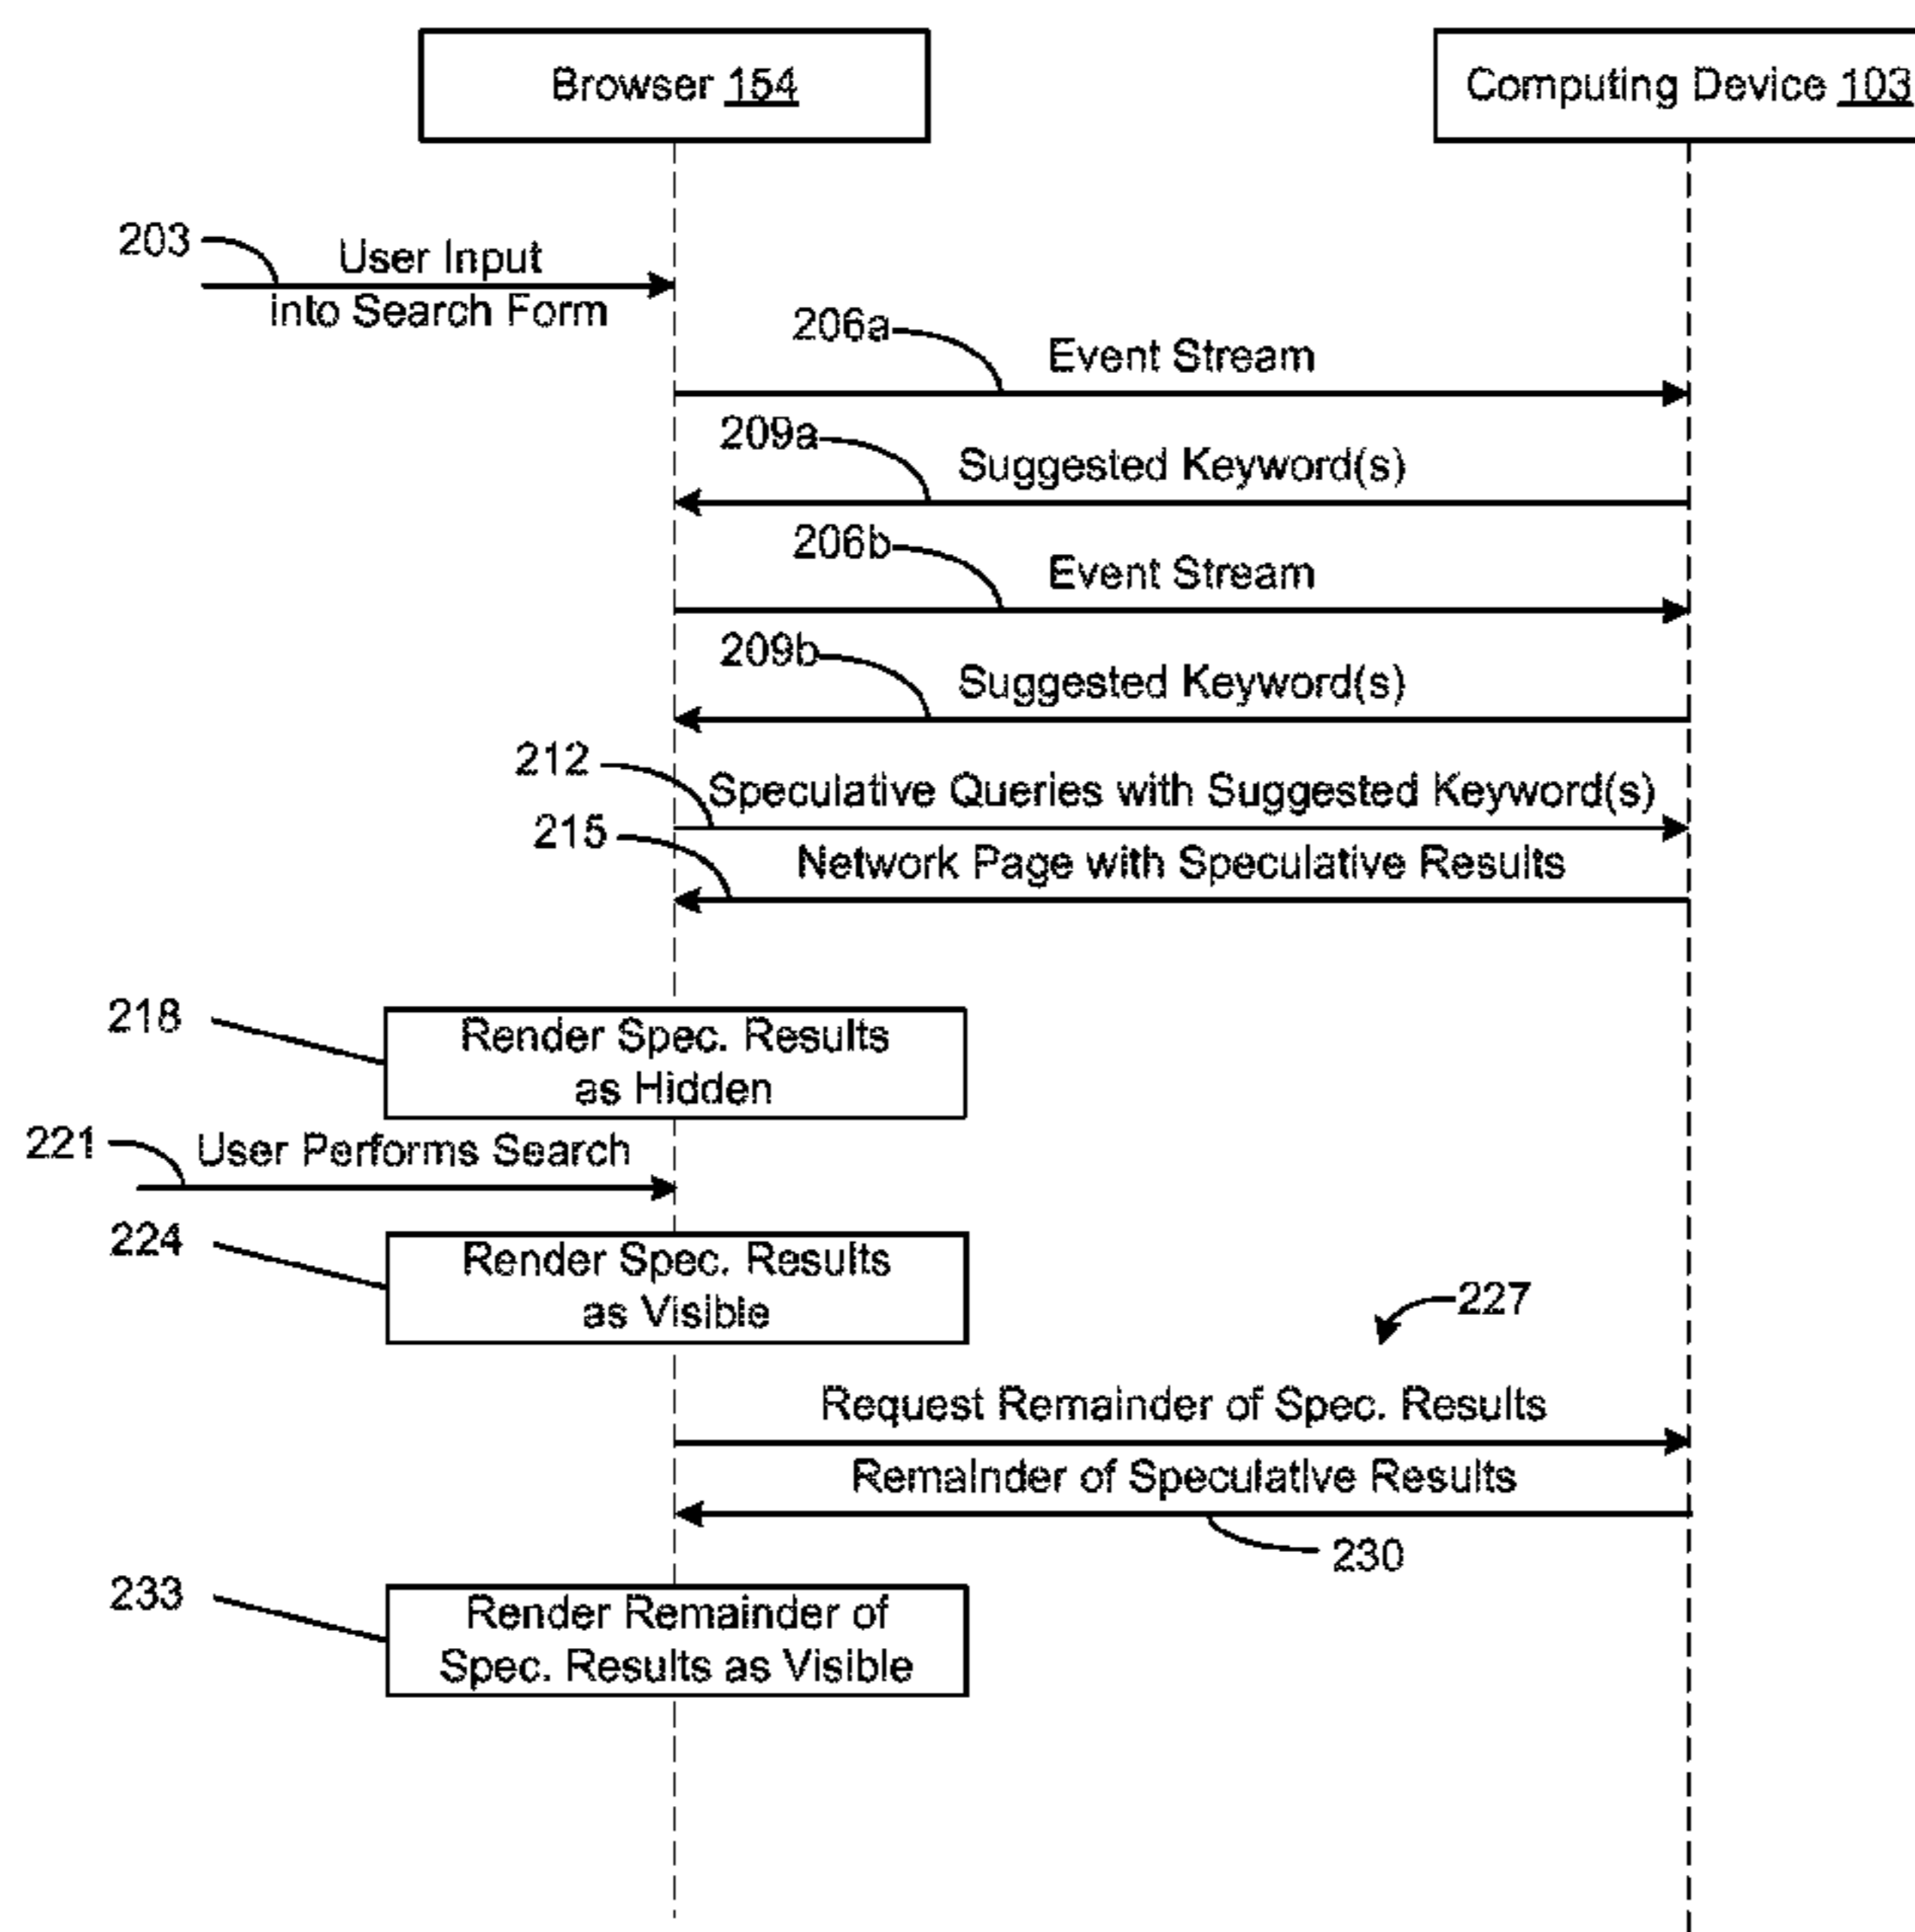 Browser 154
Computing Device 103
203
User Input
into Search Form
206a
Event Stream
209a
Suggested Keyword(s)
206b
Event Stream
209b
Suggested Keyword(s)
212
Speculative Queries with Suggested Keyword(s)
215
Network Page with Speculative Results
218
Render Spec. Results
as Hidden
221
User Performs Search
224
Render Spec. Results
as Visible
227
Request Remainder of Spec. Results
Remainder of Speculative Results
230
233
Render Remainder of
Spec. Results as Visible